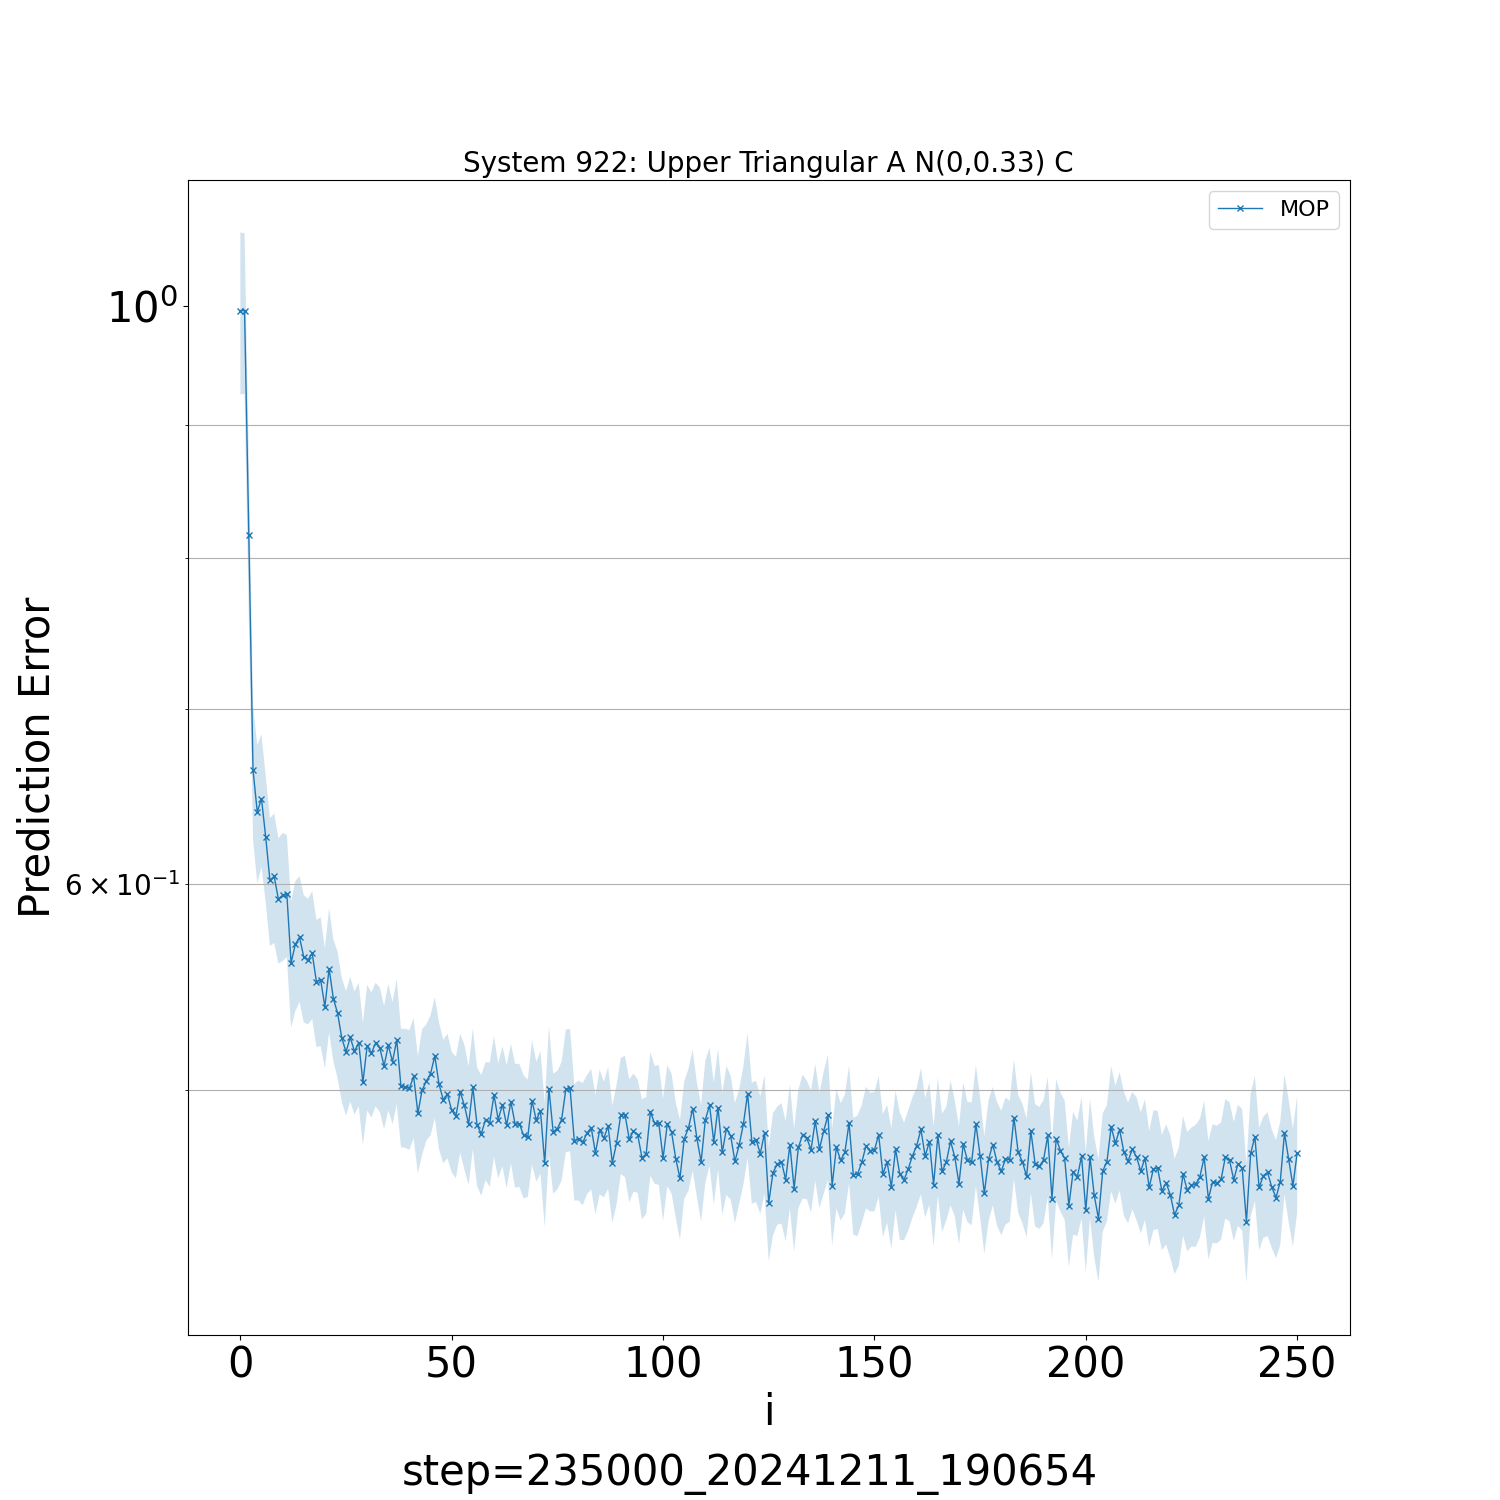 System 922: Upper Triangular A N(0,0.33) C
MOP
10⁰
6 × 10⁻¹
Prediction Error
0 50 100 150 200 250
i
step=235000_20241211_190654